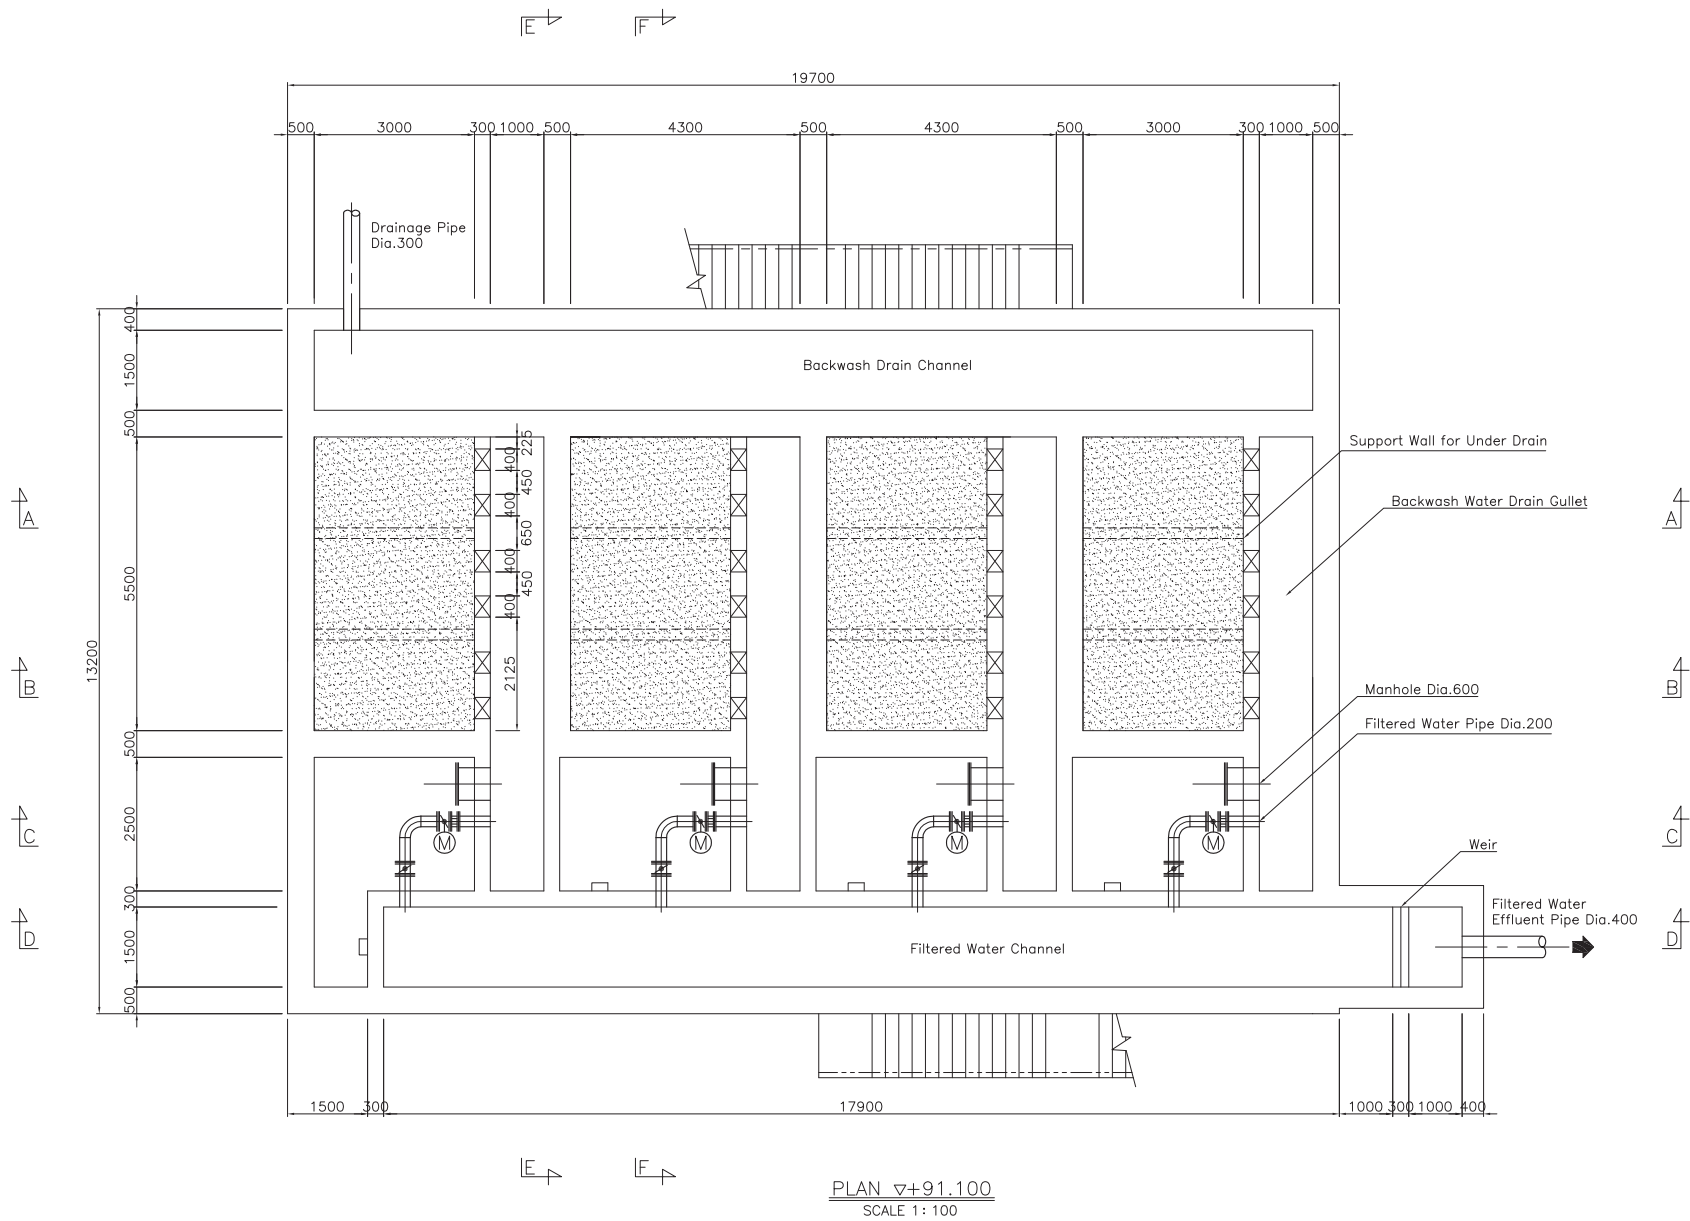 E F
19700
500 3000 300 1000 500 4300 500 4300 500 3000 300 1000 500
Drainage Pipe
Dia.300
400
1500
Backwash Drain Channel
500
225
400
450
400
650
400
450
400
2125
5500
13200
Support Wall for Under Drain
Backwash Water Drain Gullet
A A
B B
Manhole Dia.600
Filtered Water Pipe Dia.200
500
2500
M M M M
C C
Weir
300
Filtered Water
Effluent Pipe Dia.400
D D
1500
Filtered Water Channel
500
1500 300 17900 1000 300 1000 400
E F
PLAN ▽+91.100
SCALE 1:100